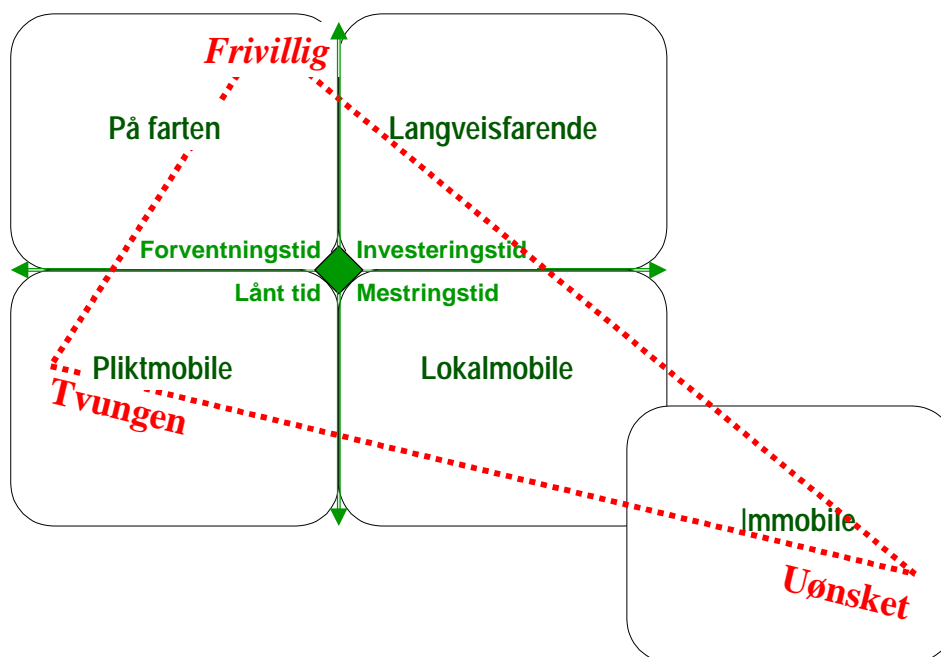 Frivillig
På farten
Langveisfarende
Forventningstid
Investeringstid
Lånt tid
Mestringstid
Pliktmobile
Lokalmobile
Tvungen
Immobile
Uønsket